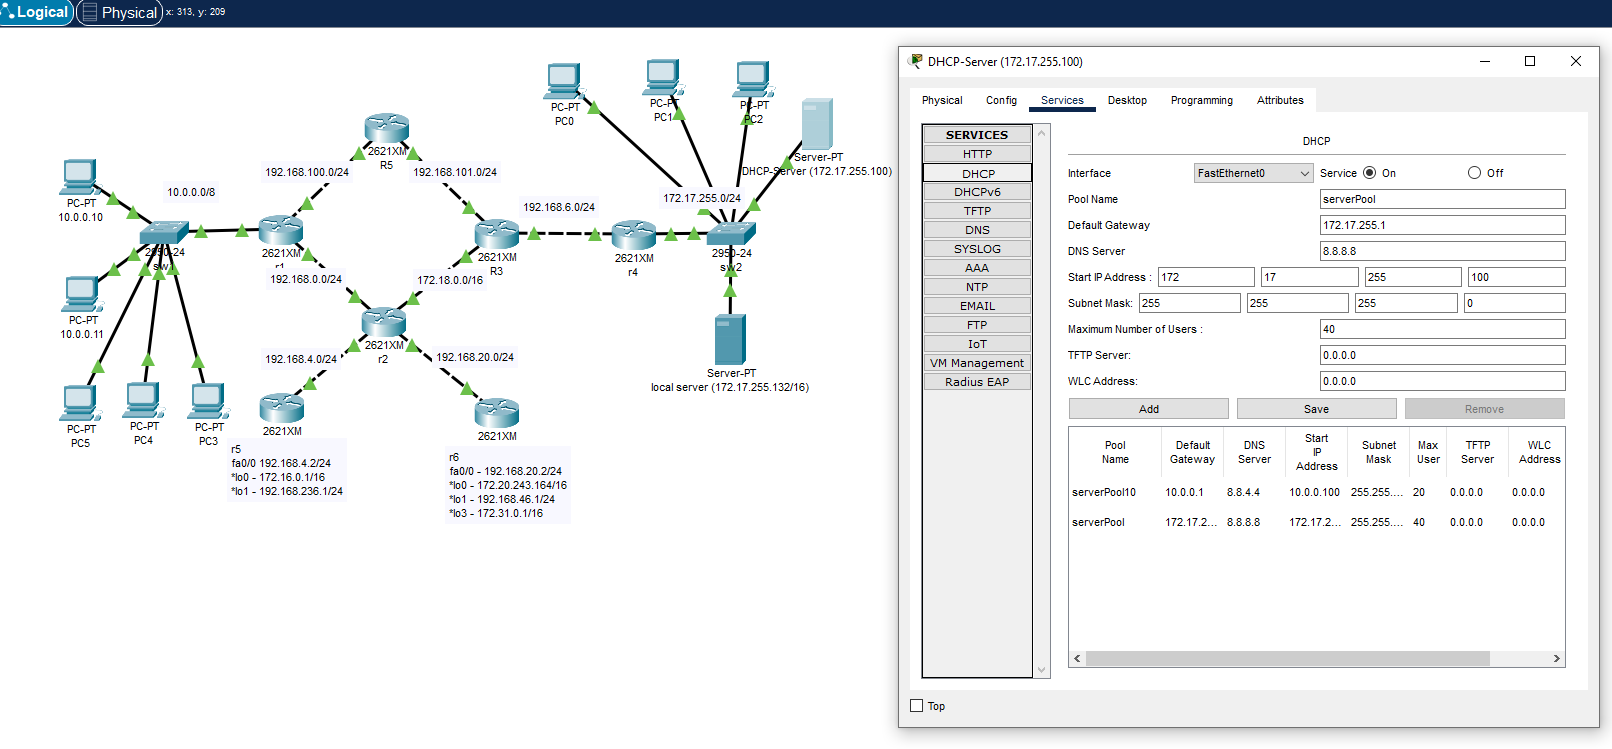 Logical
Physical
x: 313, y: 209
PC-PT
PC0
PC-PT
PC1
PC-PT
PC2
Server-PT
DHCP-Server (172.17.255.100)
2621XM
R5
192.168.100.0/24
192.168.101.0/24
10.0.0.0/8
PC-PT
10.0.0.10
2950-24
sw1
2621XM
r1
192.168.6.0/24
172.17.255.0/24
2621XM
R3
2621XM
r4
2950-24
sw2
192.168.0.0/24
172.18.0.0/16
PC-PT
10.0.0.11
2621XM
r2
192.168.4.0/24
192.168.20.0/24
Server-PT
local server (172.17.255.132/16)
PC-PT
PC5
PC-PT
PC4
PC-PT
PC3
2621XM
r5
fa0/0 192.168.4.2/24
*lo0 - 172.16.0.1/16
*lo1 - 192.168.236.1/24
2621XM
r6
fa0/0 - 192.168.20.2/24
*lo0 - 172.20.243.164/16
*lo1 - 192.168.46.1/24
*lo3 - 172.31.0.1/16
DHCP-Server (172.17.255.100)
Physical Config Services Desktop Programming Attributes
SERVICES
HTTP
DHCP
DHCPv6
TFTP
DNS
SYSLOG
AAA
NTP
EMAIL
FTP
IoT
VM Management
Radius EAP
DHCP
Interface FastEthernet0 Service On Off
Pool Name serverPool
Default Gateway 172.17.255.1
DNS Server 8.8.8.8
Start IP Address : 172 17 255 100
Subnet Mask: 255 255 255 0
Maximum Number of Users : 40
TFTP Server: 0.0.0.0
WLC Address: 0.0.0.0
Add Save Remove
Pool Name Default Gateway DNS Server Start IP Address Subnet Mask Max User TFTP Server WLC Address
serverPool10 10.0.0.1 8.8.4.4 10.0.0.100 255.255.... 20 0.0.0.0 0.0.0.0
serverPool 172.17.2... 8.8.8.8 172.17.2... 255.255.... 40 0.0.0.0 0.0.0.0
Top